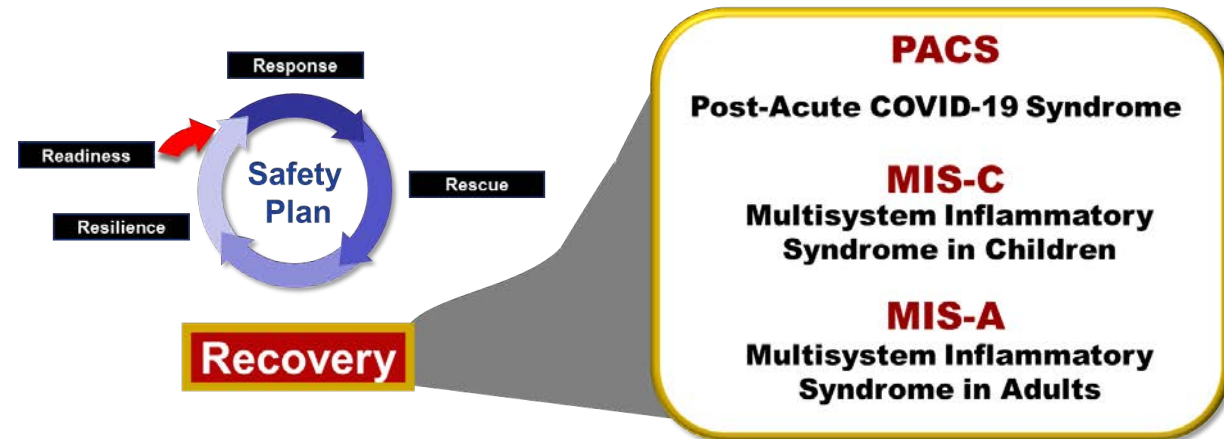 Response
Readiness
Safety
Plan
Rescue
Resilience
Recovery
PACS
Post-Acute COVID-19 Syndrome
MIS-C
Multisystem Inflammatory
Syndrome in Children
MIS-A
Multisystem Inflammatory
Syndrome in Adults